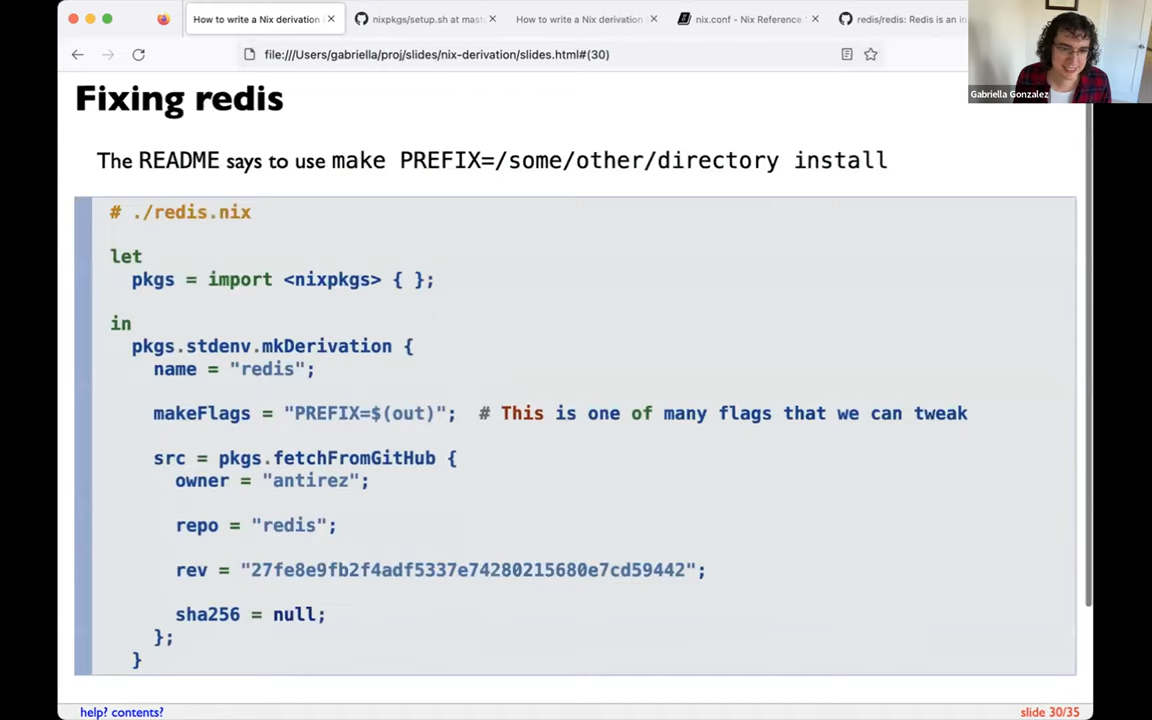 How to write a Nix derivation
nixpkgs/setup.sh at mast
How to write a Nix derivation
nix.conf - Nix Reference
redis/redis: Redis is an in
file:///Users/gabriella/proj/slides/nix-derivation/slides.html#(30)
Gabriella Gonzalez
Fixing redis
The README says to use make PREFIX=/some/other/directory install
# ./redis.nix
let
pkgs = import <nixpkgs> { };
in
pkgs.stdenv.mkDerivation {
name = "redis";
makeFlags = "PREFIX=$(out)"; # This is one of many flags that we can tweak
src = pkgs.fetchFromGitHub {
owner = "antirez";
repo = "redis";
rev = "27fe8e9fb2f4adf5337e74280215680e7cd59442";
sha256 = null;
};
}
help? contents?
slide 30/35